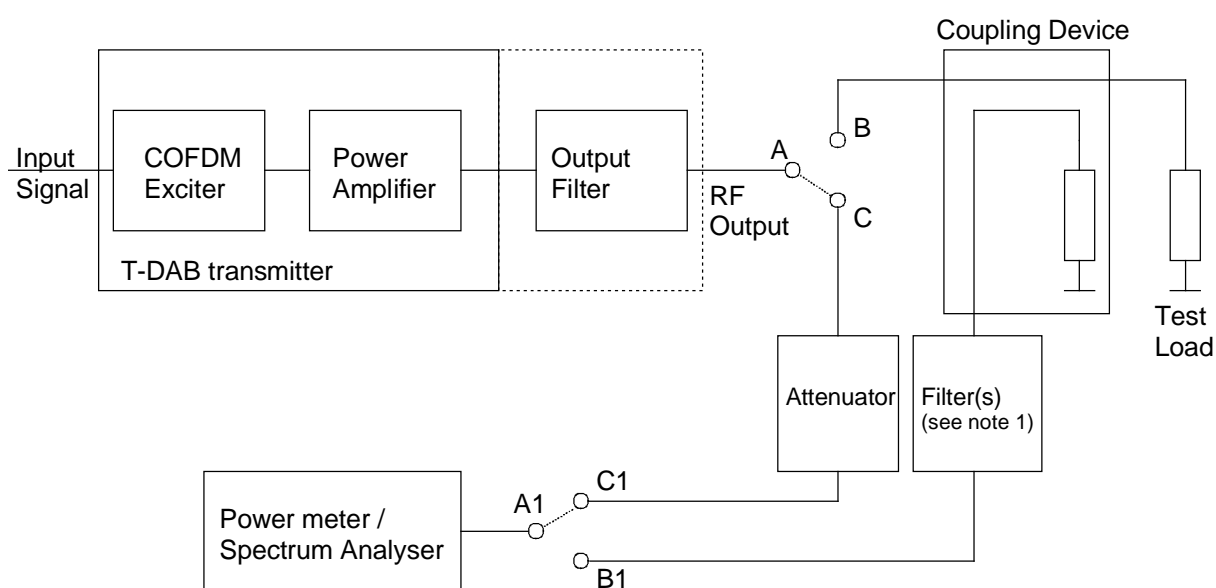 Coupling Device
Input
Signal
COFDM
Exciter
Power
Amplifier
T-DAB transmitter
Output
Filter
RF
Output
A
B
C
Test
Load
Attenuator
Filter(s)
(see note 1)
Power meter /
Spectrum Analyser
A1
C1
B1